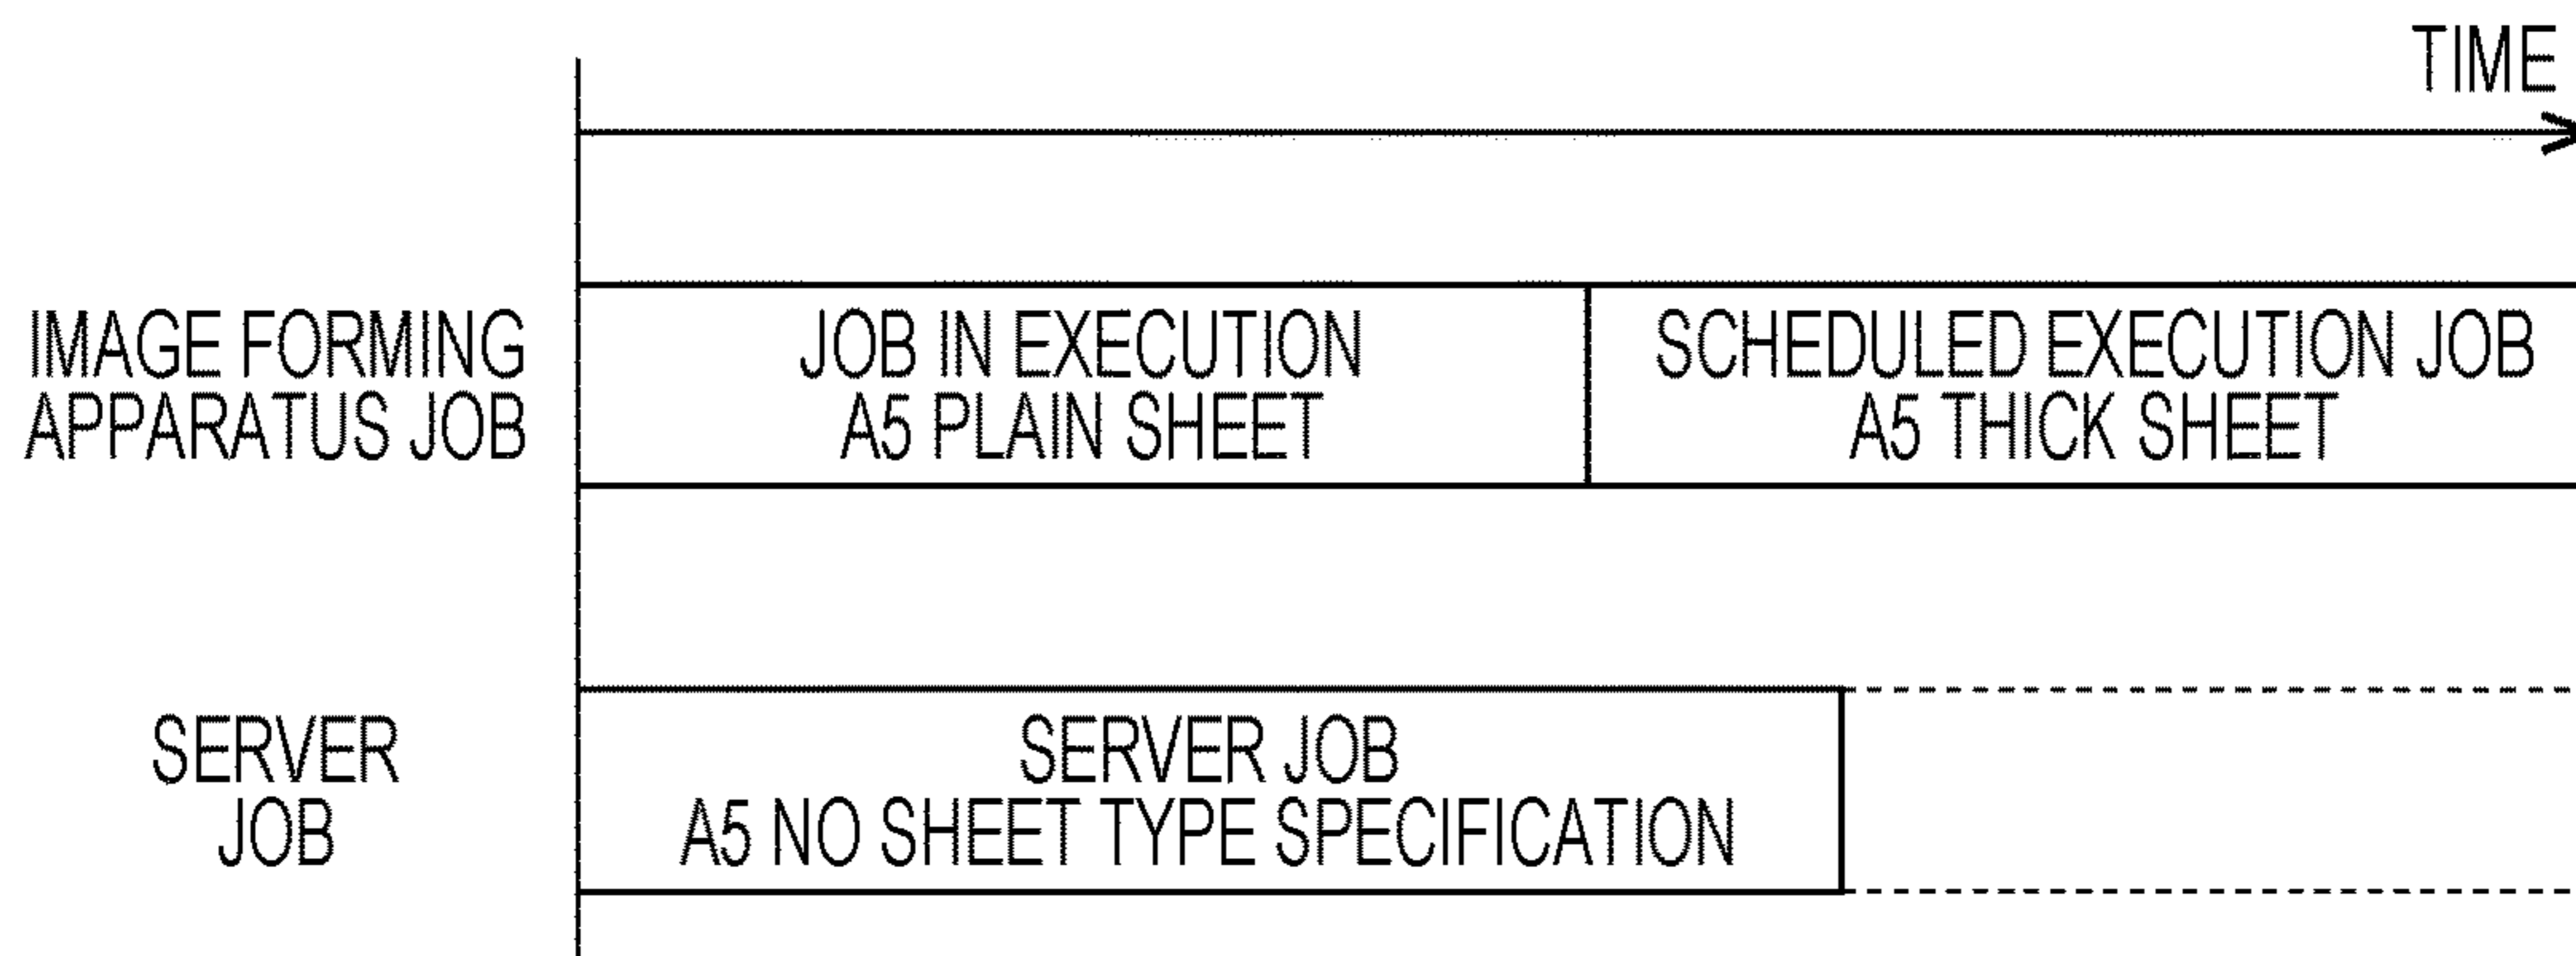 TIME
IMAGE FORMING
APPARATUS JOB
JOB IN EXECUTION
A5 PLAIN SHEET
SCHEDULED EXECUTION JOB
A5 THICK SHEET
SERVER
JOB
SERVER JOB
A5 NO SHEET TYPE SPECIFICATION